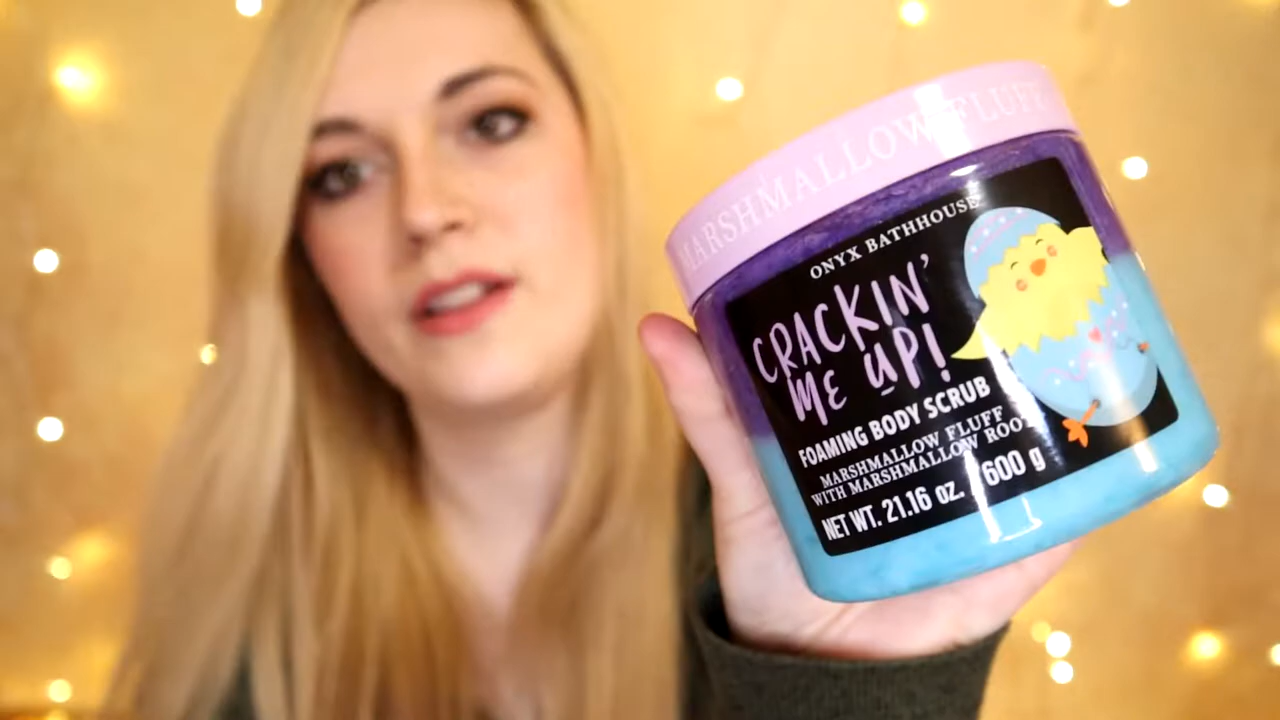 MARSHMALLOW FLUFF
ONYX BATHHOUSE
CRACKIN'
ME UP!
FOAMING BODY SCRUB
MARSHMALLOW FLUFF
WITH MARSHMALLOW ROOT
NET WT. 21.16 oz. 600 g